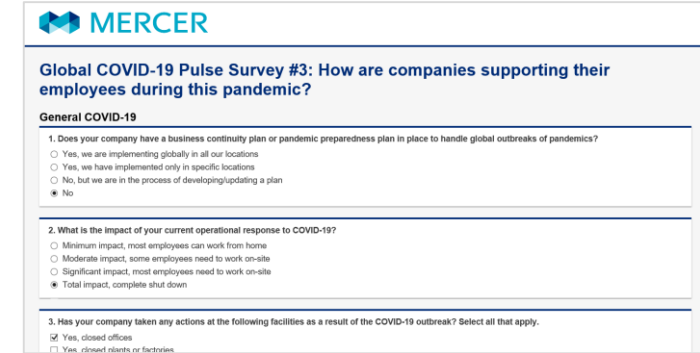 MERCER
Global COVID-19 Pulse Survey #3: How are companies supporting their
employees during this pandemic?
General COVID-19
1. Does your company have a business continuity plan or pandemic preparedness plan in place to handle global outbreaks of pandemics?
Yes, we are implementing globally in all our locations
Yes, we have implemented only in specific locations
No, but we are in the process of developing/updating a plan
No
2. What is the impact of your current operational response to COVID-19?
Minimum impact, most employees can work from home
Moderate impact, some employees need to work on-site
Significant impact, most employees need to work on-site
Total impact, complete shut down
3. Has your company taken any actions at the following facilities as a result of the COVID-19 outbreak? Select all that apply.
Yes, closed offices
Yes, closed plants or factories